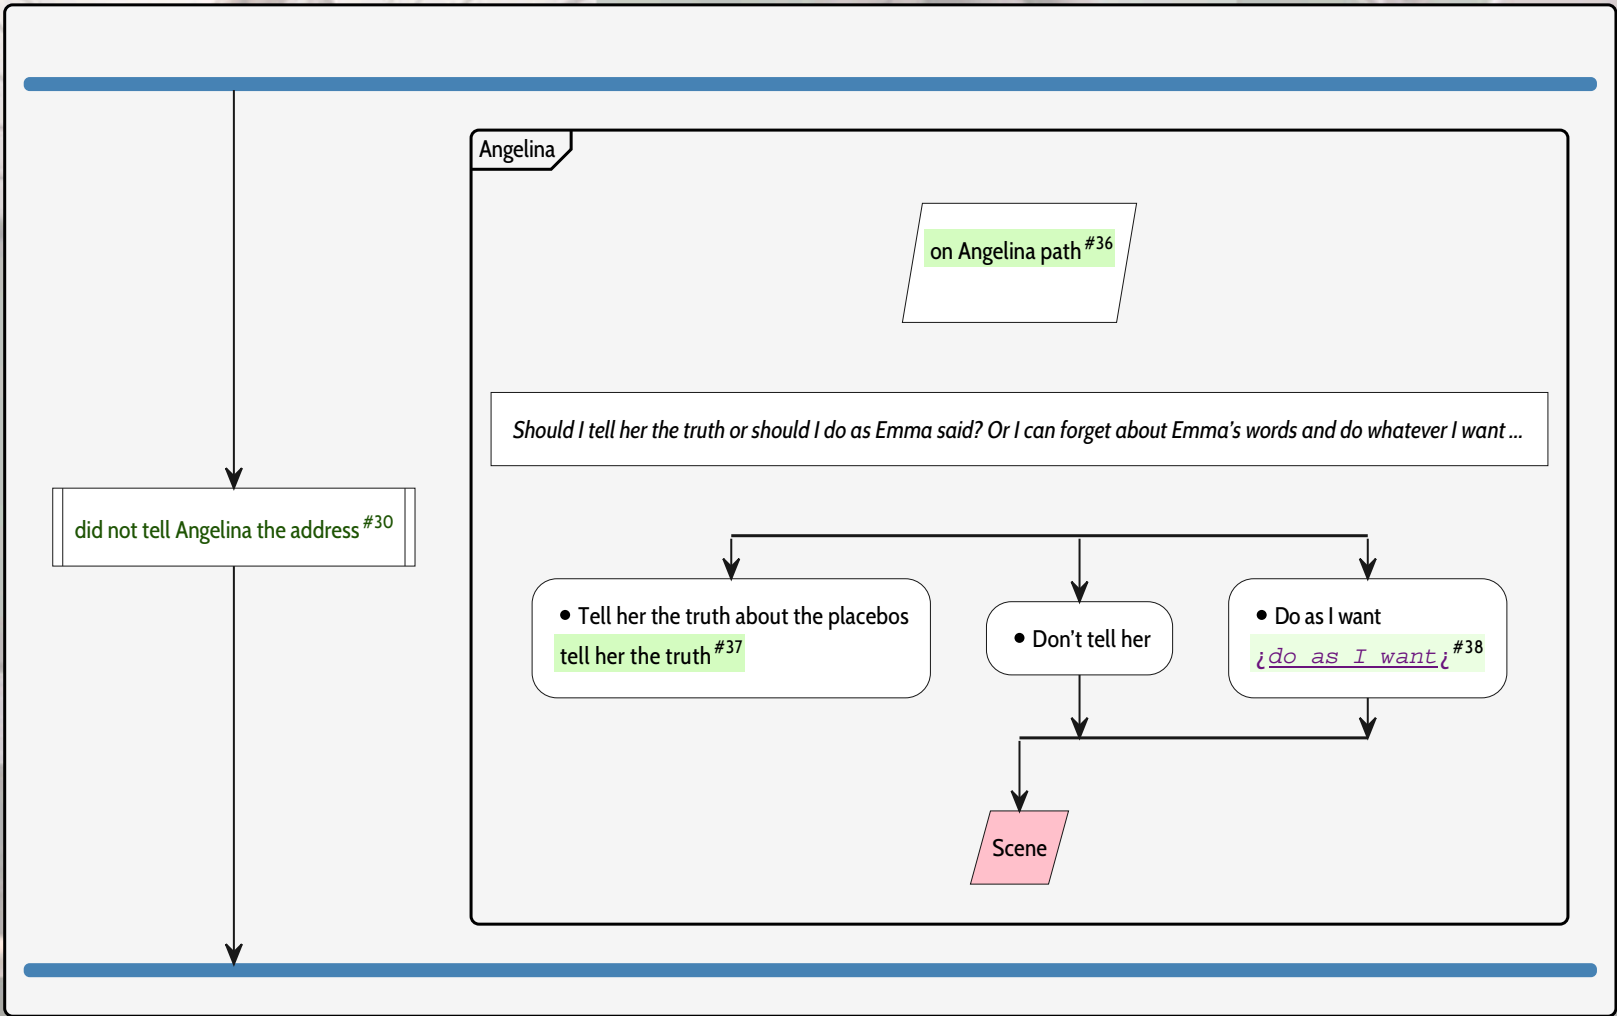 Angelina
on Angelina path #36
Should I tell her the truth or should I do as Emma said? Or I can forget about Emma's words and do whatever I want ...
did not tell Angelina the address #30
• Tell her the truth about the placebos
tell her the truth #37
• Don't tell her
• Do as I want
¿do as I want¿ #38
Scene